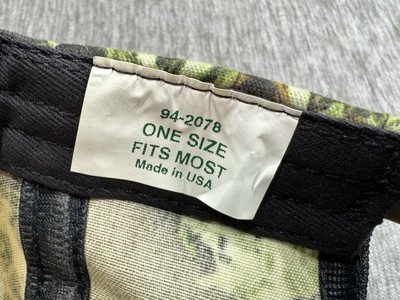 94-2078
ONE SIZE
FITS MOST
Made in USA